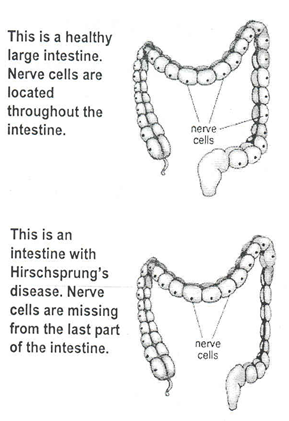 This is a healthy
large intestine.
Nerve cells are
located
throughout the
intestine.
nerve
cells
This is an
intestine with
Hirschsprung's
disease. Nerve
cells are missing
from the last part
of the intestine.
nerve
cells